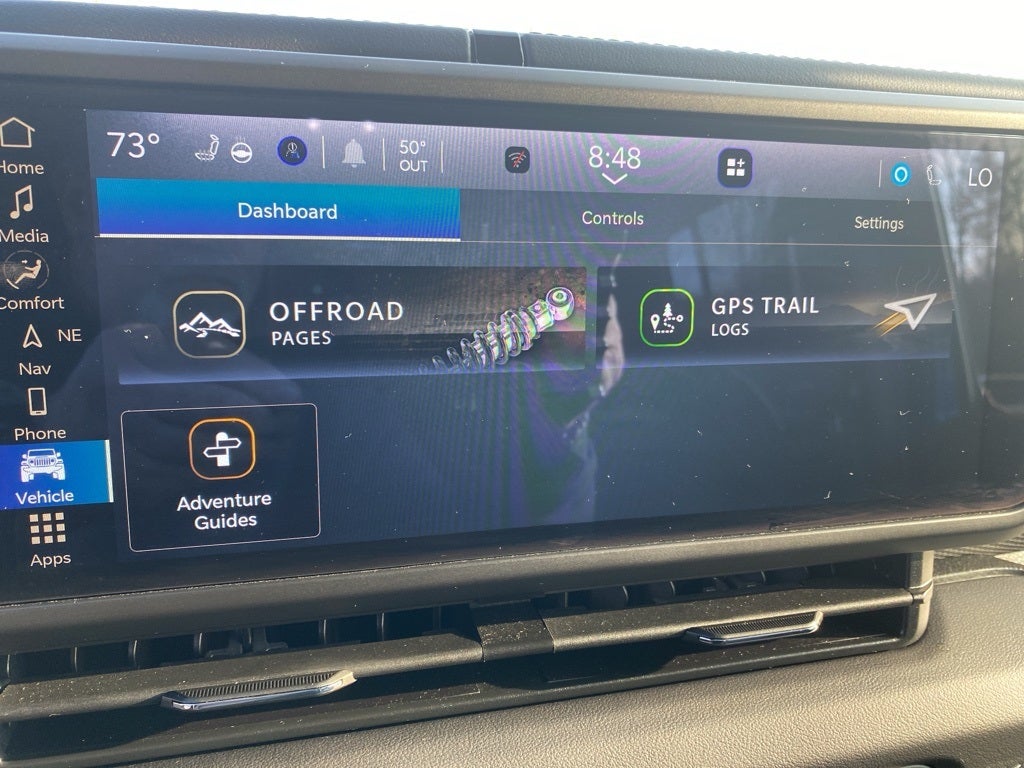 73°
50°
OUT
8:48
LO
Home
Media
Comfort
NE
Nav
Phone
Vehicle
Apps
Dashboard
Controls
Settings
OFFROAD
PAGES
GPS TRAIL
LOGS
Adventure
Guides